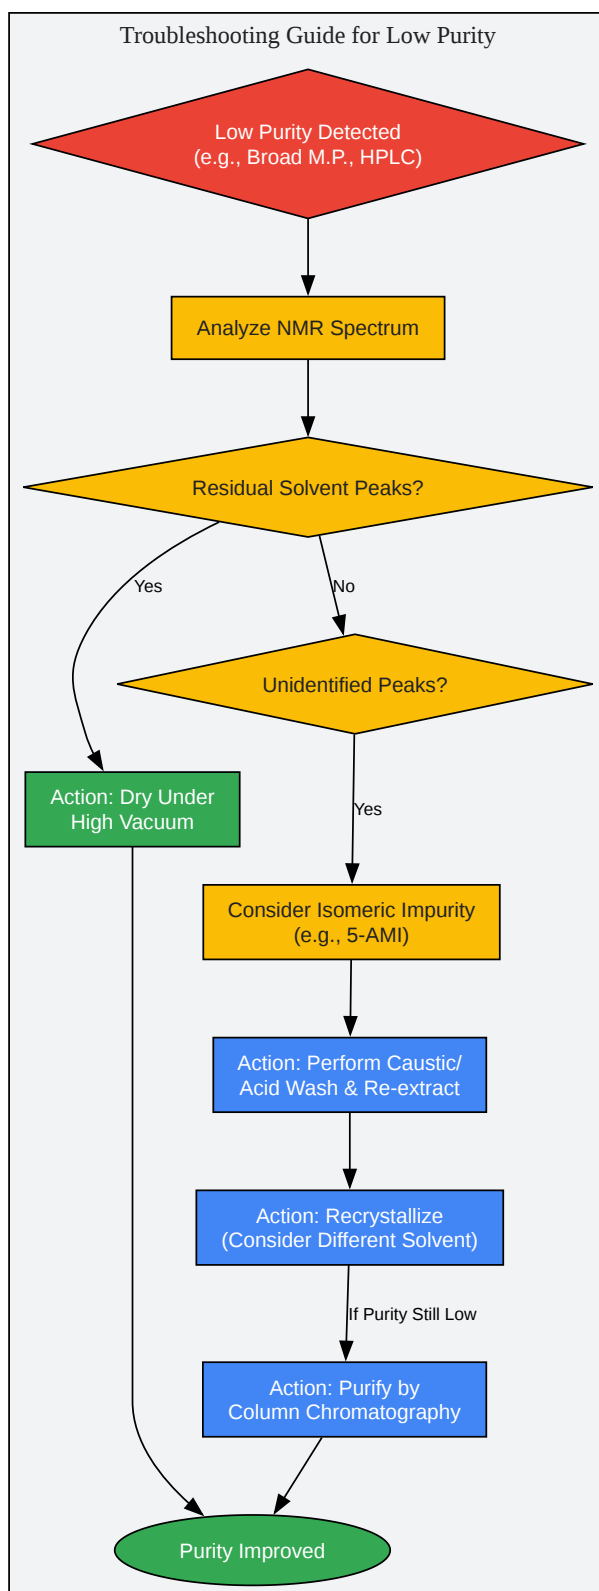 Troubleshooting Guide for Low Purity
Low Purity Detected
(e.g., Broad M.P., HPLC)
Analyze NMR Spectrum
Residual Solvent Peaks?
Yes
No
Unidentified Peaks?
Action: Dry Under
High Vacuum
Yes
Consider Isomeric Impurity
(e.g., 5-AMI)
Action: Perform Caustic/
Acid Wash & Re-extract
Action: Recrystallize
(Consider Different Solvent)
If Purity Still Low
Action: Purify by
Column Chromatography
Purity Improved